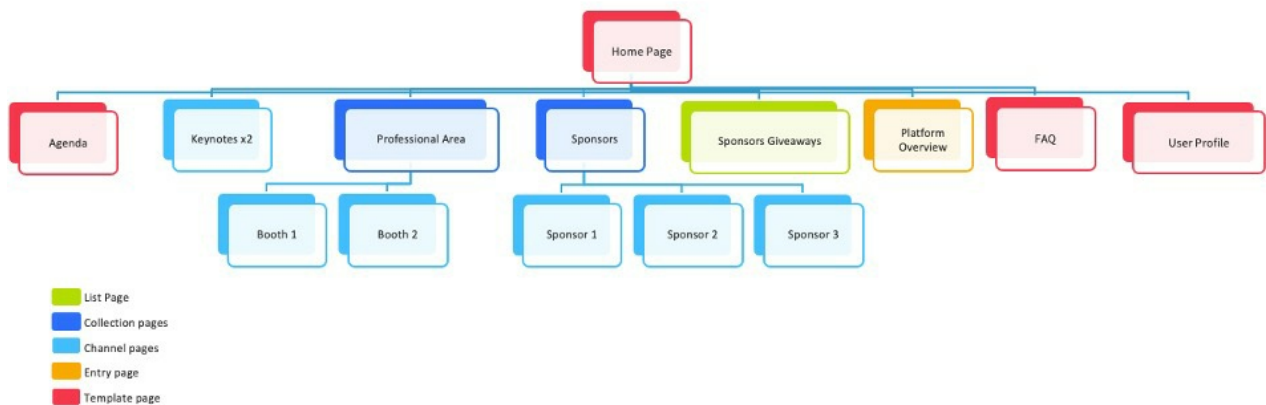 Home Page
Agenda
Keynotes x2
Professional Area
Sponsors
Sponsors Giveaways
Platform
Overview
FAQ
User Profile
Booth 1
Booth 2
Sponsor 1
Sponsor 2
Sponsor 3
List Page
Collection pages
Channel pages
Entry page
Template page